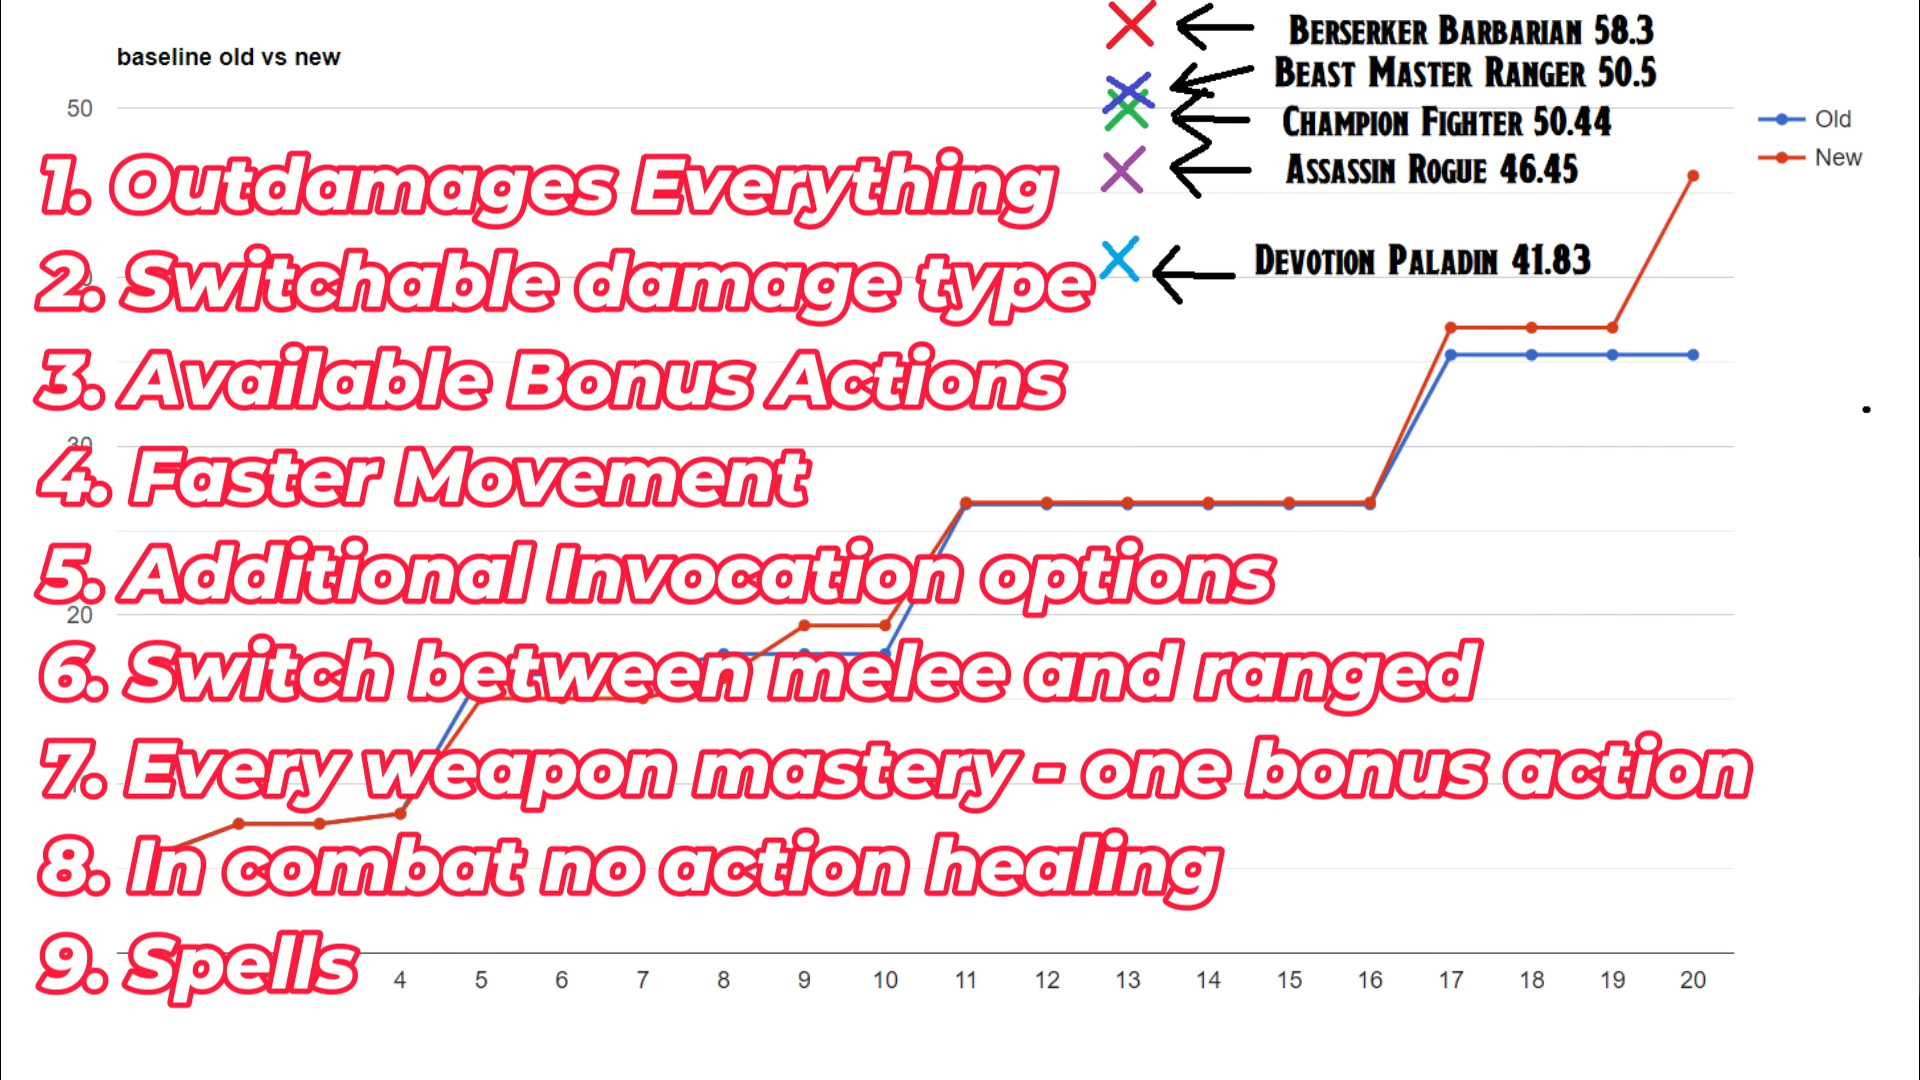 baseline old vs new
Berserker Barbarian 58.3
Beast Master Ranger 50.5
Champion Fighter 50.44
Assassin Rogue 46.45
Devotion Paladin 41.83
Old
New
50
30
20
1. Outdamages Everything
2. Switchable damage type
3. Available Bonus Actions
4. Faster Movement
5. Additional Invocation options
6. Switch between melee and ranged
7. Every weapon mastery - one bonus action
8. In combat no action healing
9. Spells
4 5 6 7 8 9 10 11 12 13 14 15 16 17 18 19 20